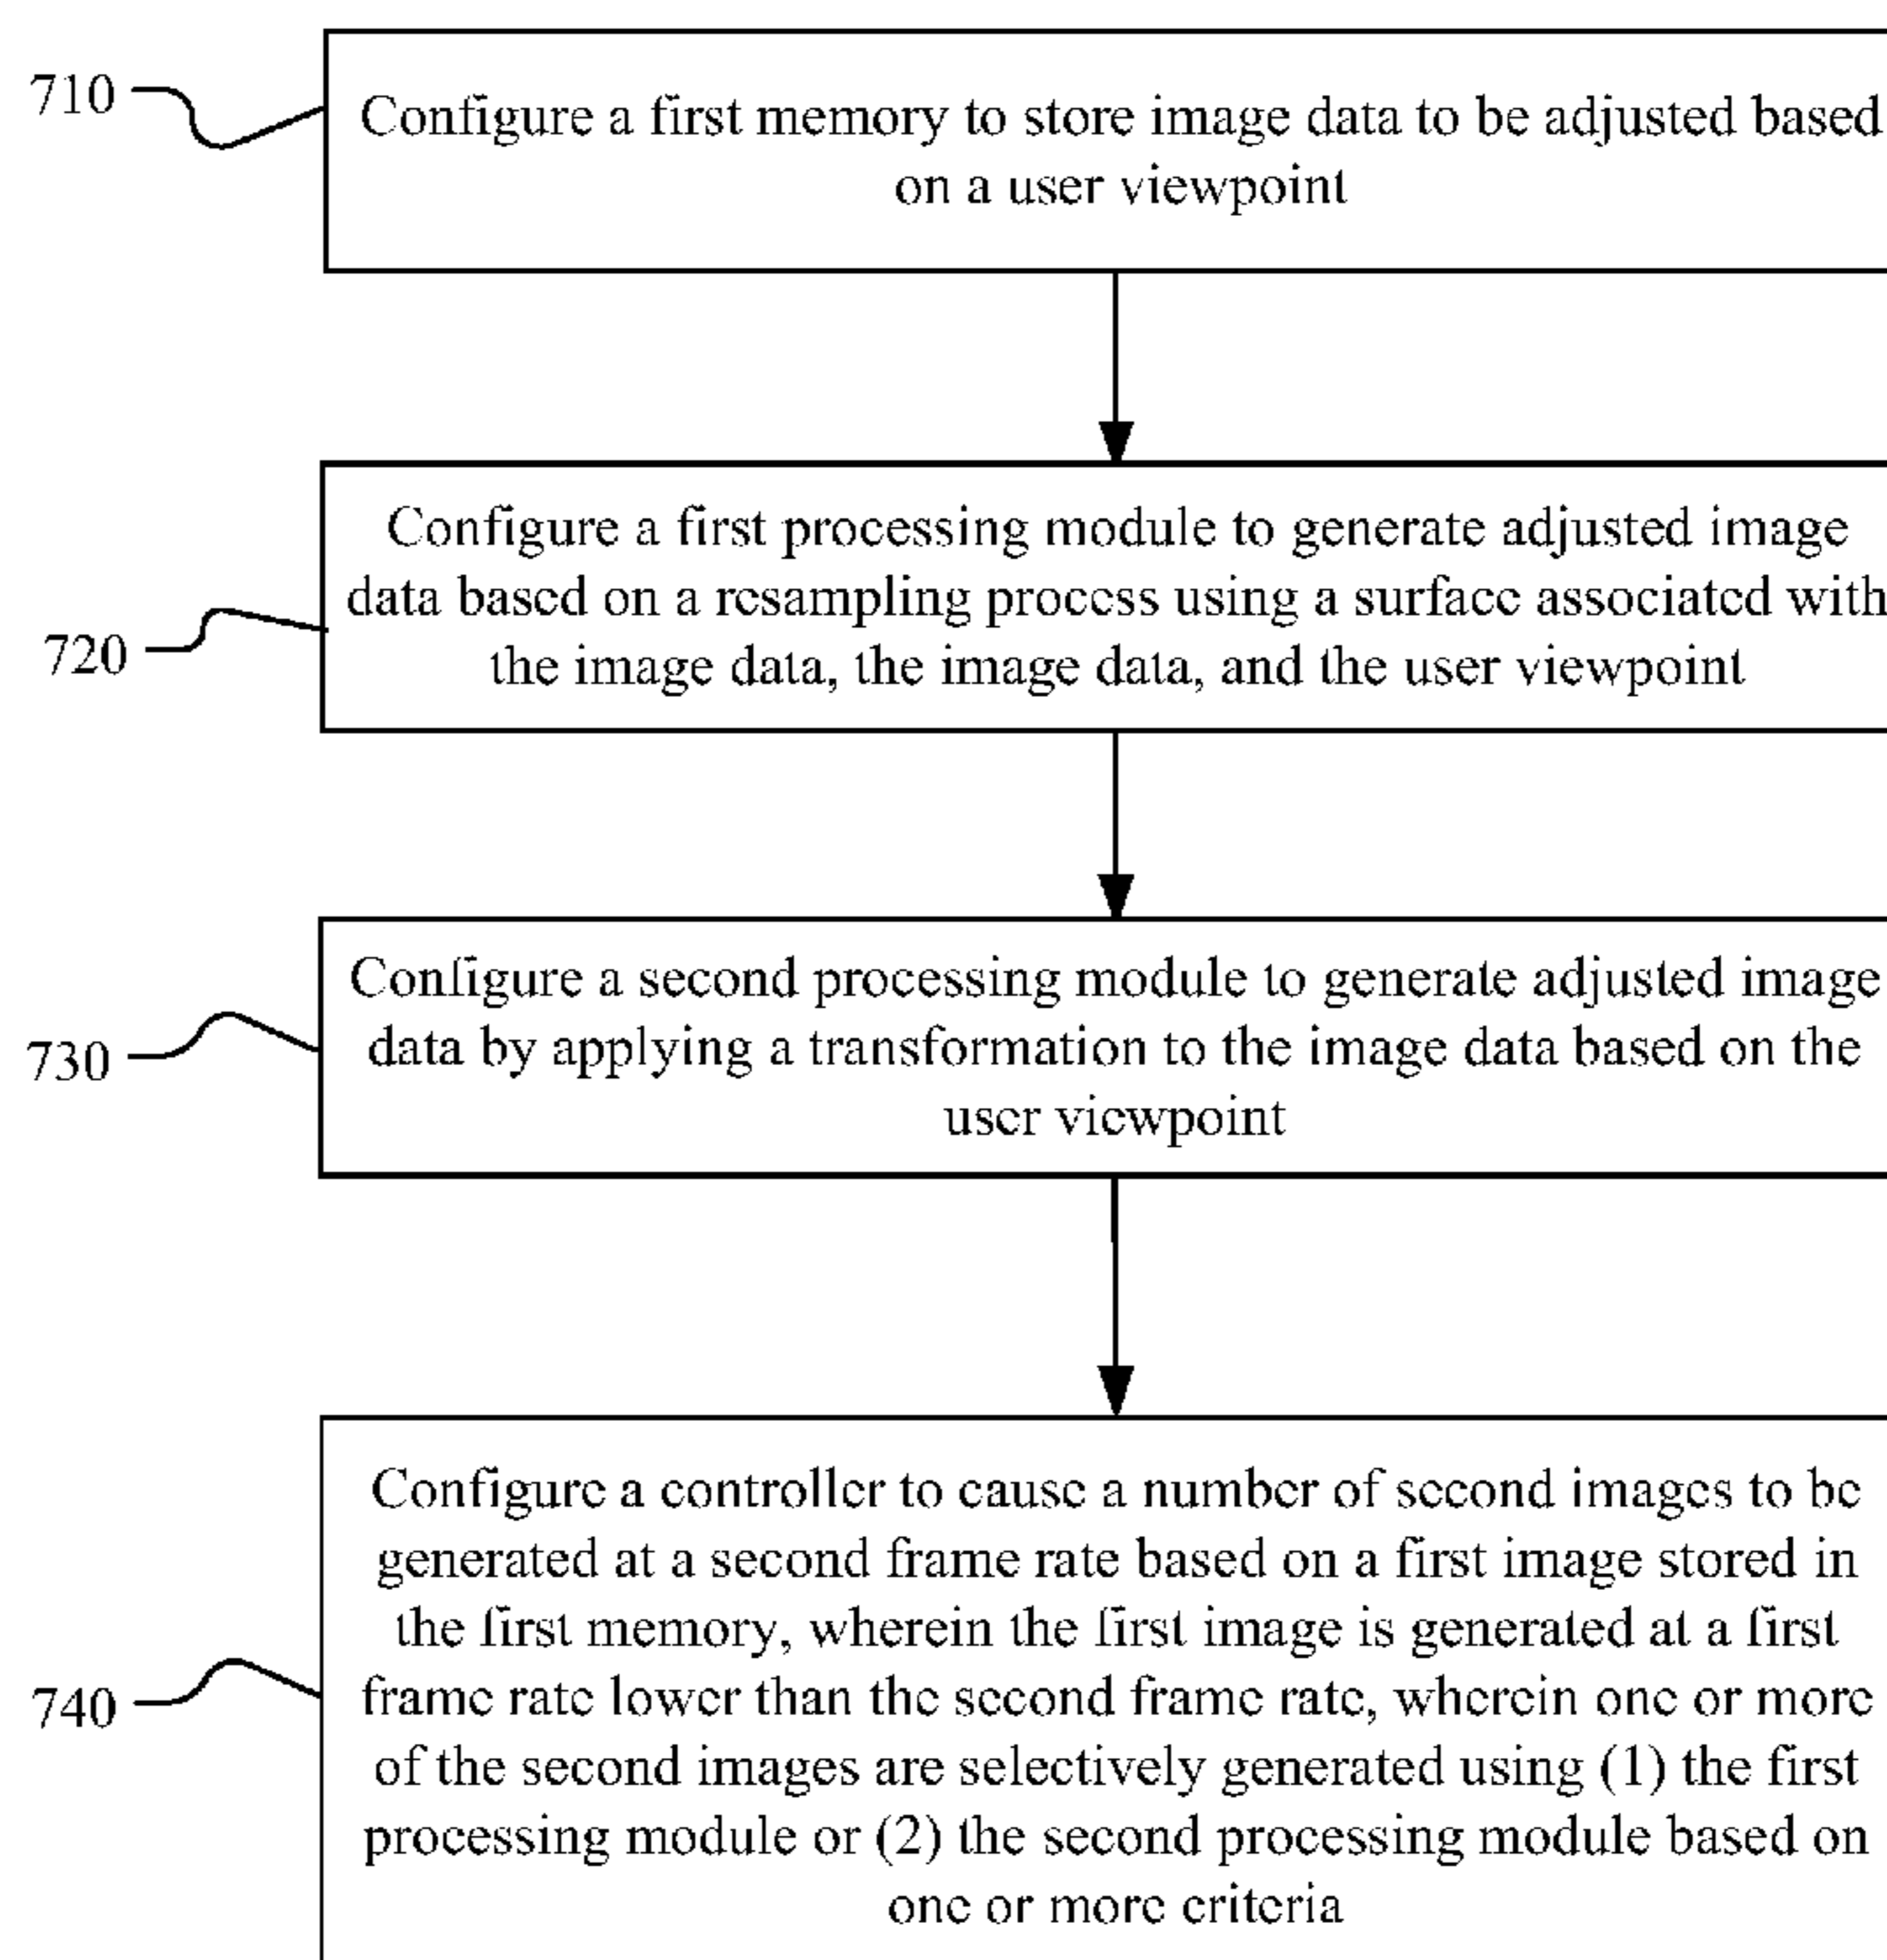 710
Configure a first memory to store image data to be adjusted based
on a user viewpoint
Configure a first processing module to generate adjusted image
data based on a resampling process using a surface associated with
the image data, the image data, and the user viewpoint
720
Configure a second processing module to generate adjusted image
data by applying a transformation to the image data based on the
user viewpoint
730
Configure a controller to cause a number of second images to be
generated at a second frame rate based on a first image stored in
the first memory, wherein the first image is generated at a first
frame rate lower than the second frame rate, wherein one or more
of the second images are selectively generated using (1) the first
processing module or (2) the second processing module based on
one or more criteria
740